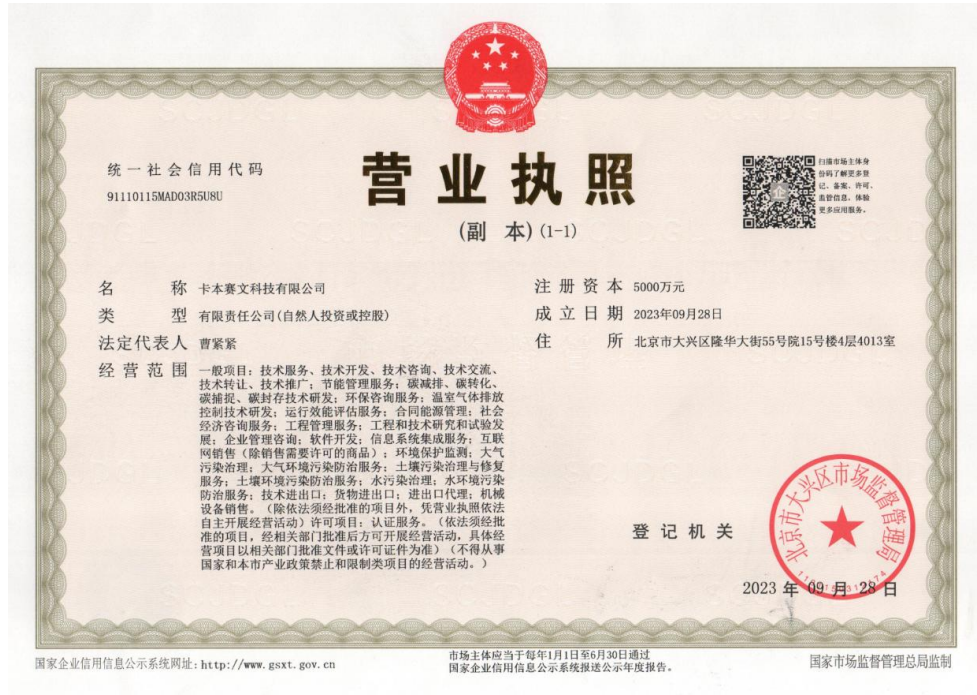 统一社会信用代码
91110115MAD03R5U8U
营业执照
(副 本) (1-1)
扫描市场主体身
份码了解更多登
记、备案、许可、
监管信息，体验
更多应用服务。
名 称 卡本赛文科技有限公司
类 型 有限责任公司(自然人投资或控股)
法定代表人 曹紧紧
经营范围 一般项目：技术服务、技术开发、技术咨询、技术交流、
技术转让、技术推广；节能管理服务；碳减排、碳转化、
碳捕捉、碳封存技术研发；环保咨询服务；温室气体排放
控制技术研发；运行效能评估服务；合同能源管理；社会
经济咨询服务；工程管理服务；工程和技术研究和试验发
展；企业管理咨询；软件开发；信息系统集成服务；互联
网销售（除销售需要许可的商品）；环境保护监测；大气
污染治理；大气环境污染防治服务；土壤污染治理与修复
服务；土壤环境污染防治服务；水污染治理；水环境污染
防治服务；技术进出口；货物进出口；进出口代理；机械
设备销售。（除依法须经批准的项目外，凭营业执照依法
自主开展经营活动）许可项目：认证服务。（依法须经批
准的项目，经相关部门批准后方可开展经营活动，具体经
营项目以相关部门批准文件或许可证件为准）（不得从事
国家和本市产业政策禁止和限制类项目的经营活动。）
注册资本 5000万元
成立日期 2023年09月28日
住 所 北京市大兴区隆华大街55号院15号楼4层4013室
登记机关
北京市大兴区市场监督管理局
2023 年 09 月 28 日
国家企业信用信息公示系统网址：http://www.gsxt.gov.cn
市场主体应当于每年1月1日至6月30日通过
国家企业信用信息公示系统报送公示年度报告。
国家市场监督管理总局监制